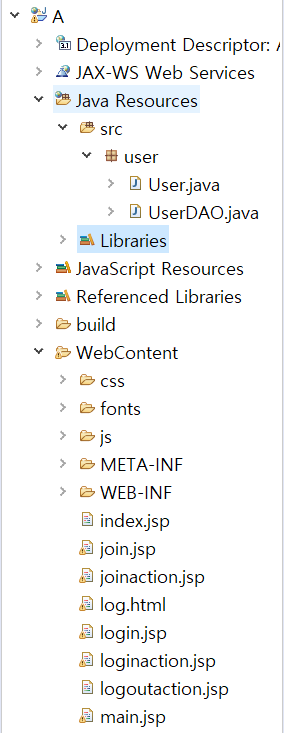 A
Deployment Descriptor: A
JAX-WS Web Services
Java Resources
src
user
User.java
UserDAO.java
Libraries
JavaScript Resources
Referenced Libraries
build
WebContent
css
fonts
js
META-INF
WEB-INF
index.jsp
join.jsp
joinaction.jsp
log.html
login.jsp
loginaction.jsp
logoutaction.jsp
main.jsp